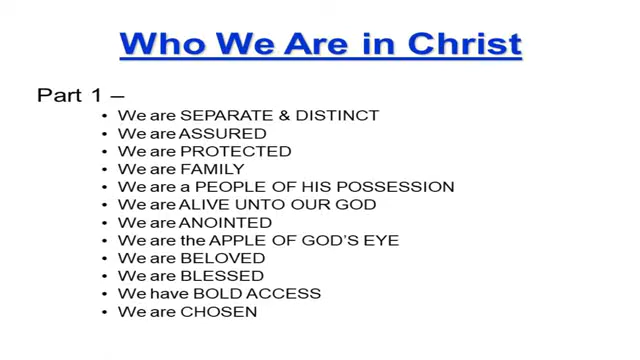 Who We Are in Christ
Part 1 –
• We are SEPARATE & DISTINCT
• We are ASSURED
• We are PROTECTED
• We are FAMILY
• We are a PEOPLE OF HIS POSSESSION
• We are ALIVE UNTO OUR GOD
• We are ANOINTED
• We are the APPLE OF GOD'S EYE
• We are BELOVED
• We are BLESSED
• We have BOLD ACCESS
• We are CHOSEN